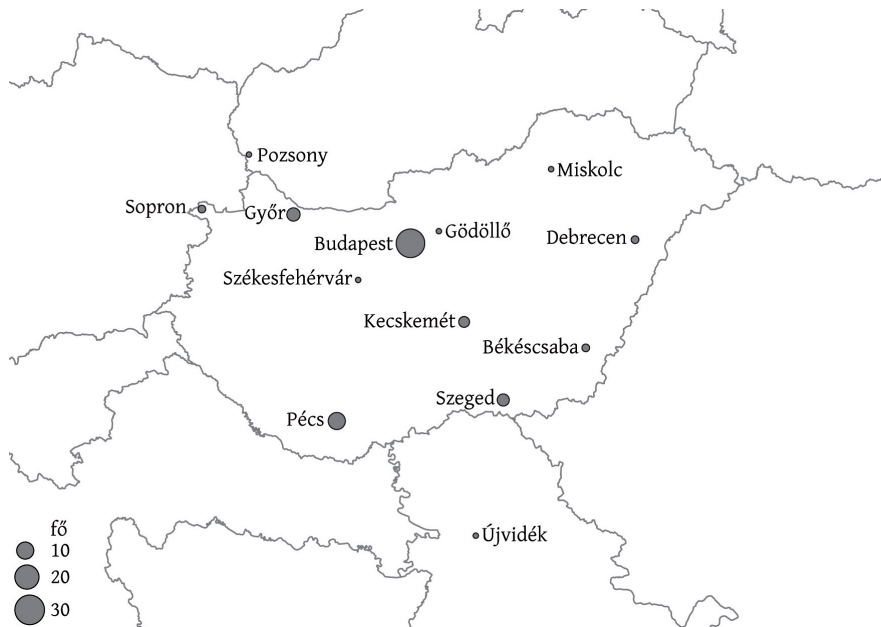 Pozsony
Miskolc
Sopron
Győr
Gödöllő
Budapest
Debrecen
Székesfehérvár
Kecskemét
Békéscsaba
Szeged
Pécs
Újvidék
fő
10
20
30